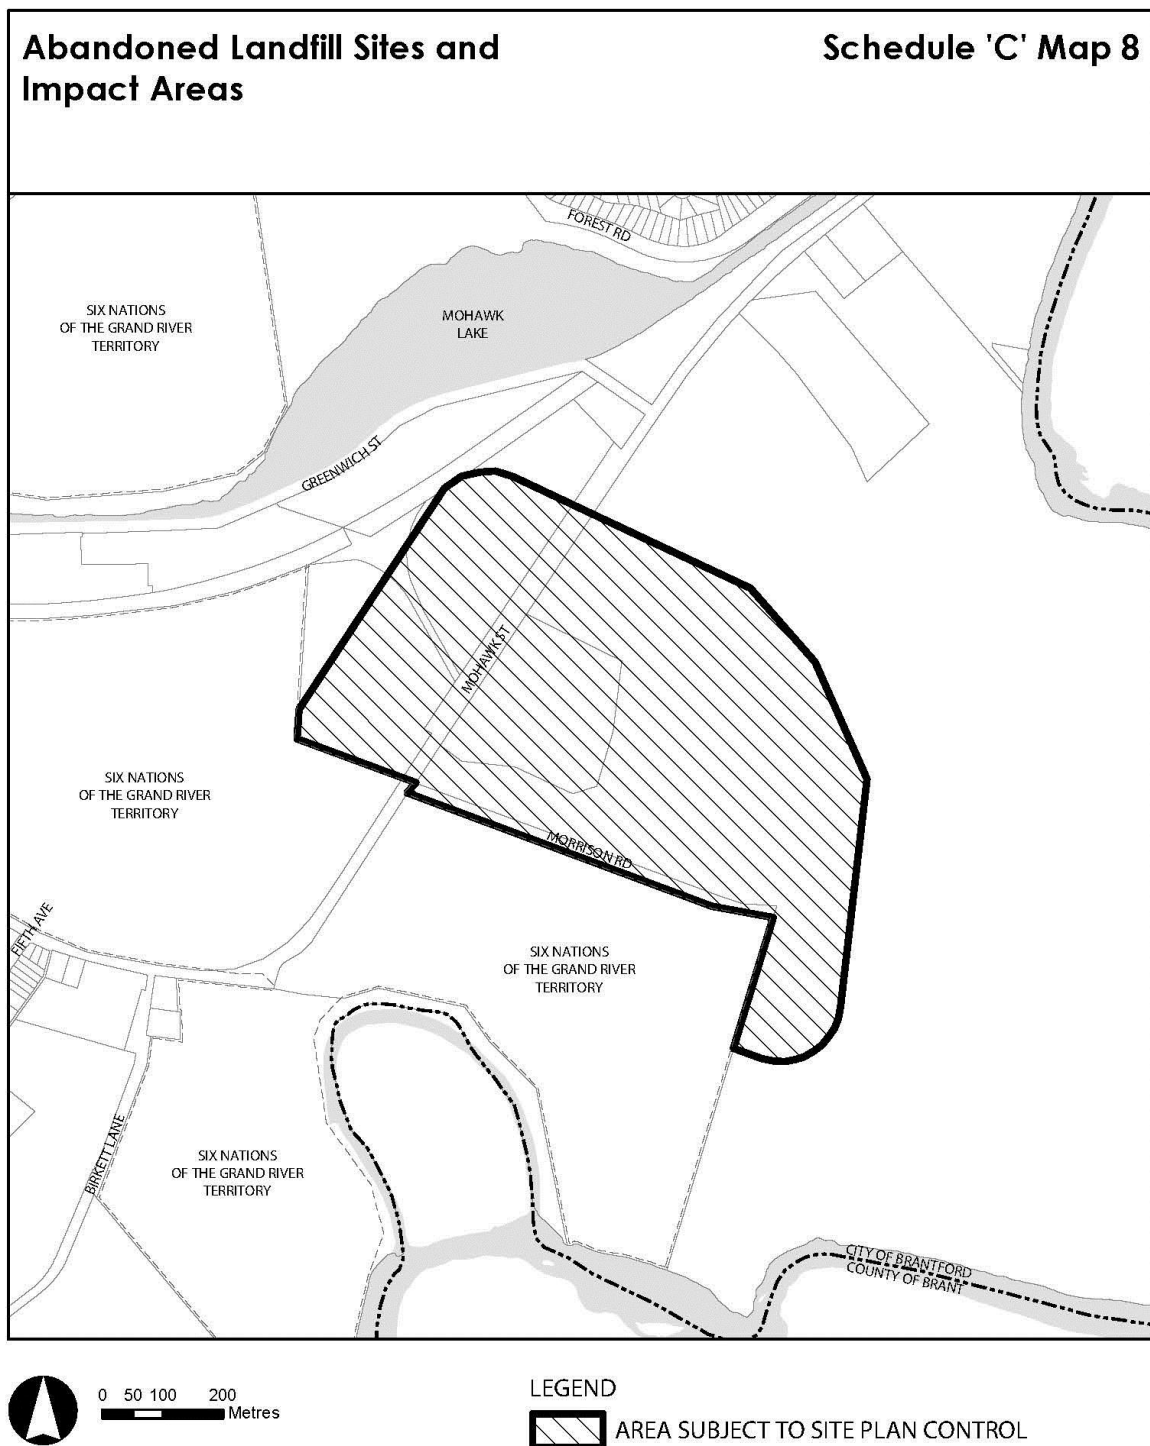 Abandoned Landfill Sites and
Impact Areas
Schedule 'C' Map 8
FOREST RD
SIX NATIONS
OF THE GRAND RIVER
TERRITORY
MOHAWK
LAKE
GREENWICH ST
MOHAWK ST
SIX NATIONS
OF THE GRAND RIVER
TERRITORY
MORRISON RD
FIFTH AVE
SIX NATIONS
OF THE GRAND RIVER
TERRITORY
BIRKETT LANE
SIX NATIONS
OF THE GRAND RIVER
TERRITORY
CITY OF BRANTFORD
COUNTY OF BRANT
0 50 100 200
Metres
LEGEND
AREA SUBJECT TO SITE PLAN CONTROL